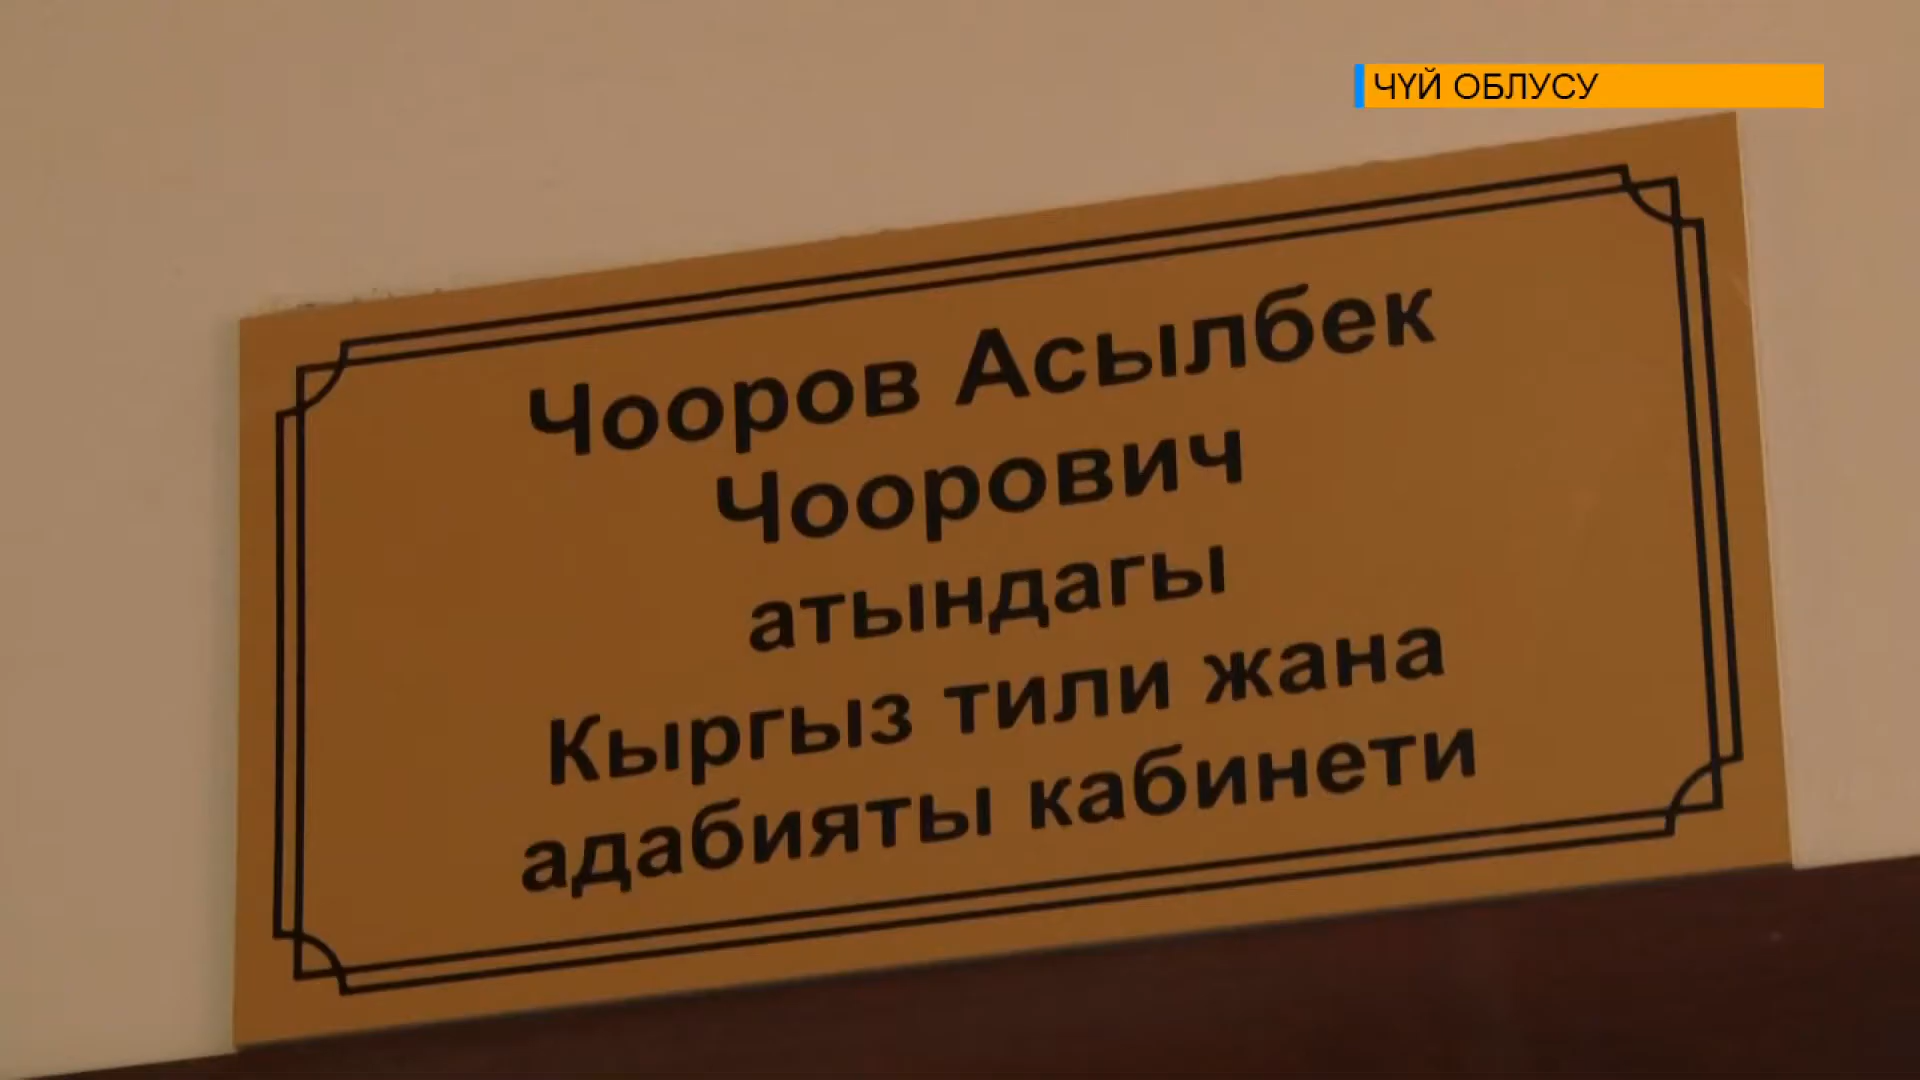 ЧҮЙ ОБЛУСУ
Чооров Асылбек
Чоорович
атындагы
Кыргыз тили жана
адабияты кабинети